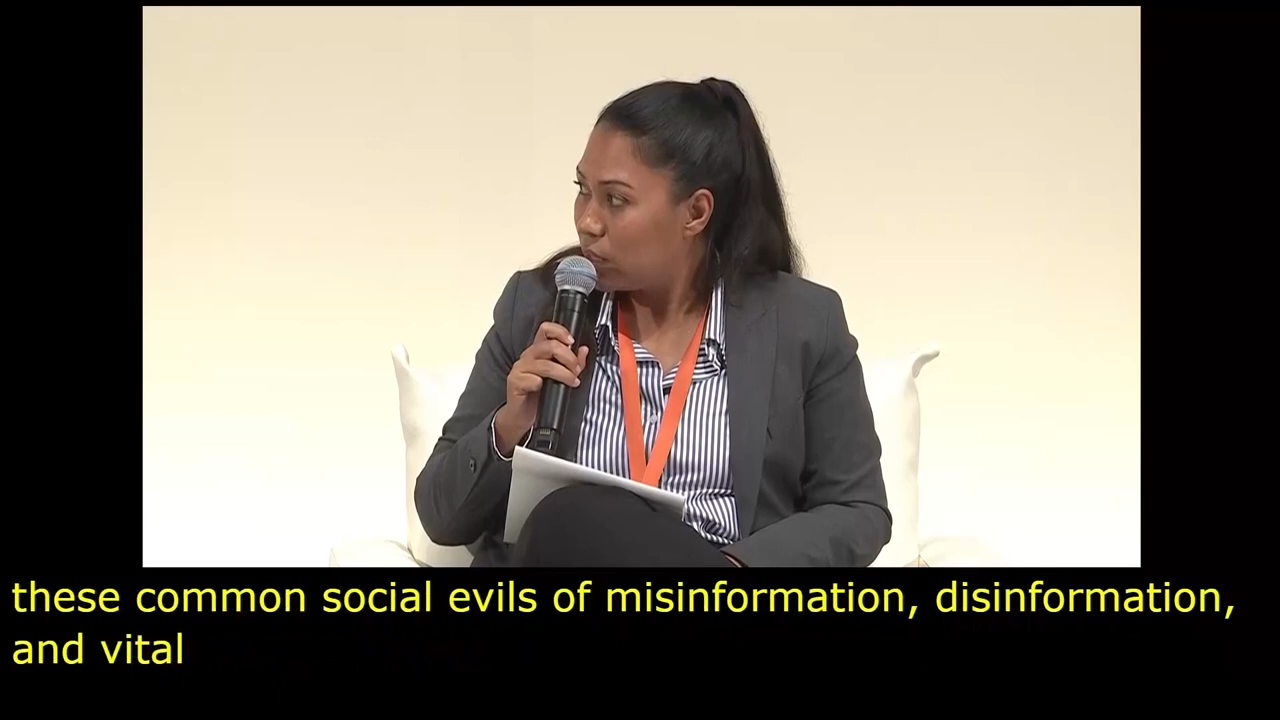 these common social evils of misinformation, disinformation,
and vital